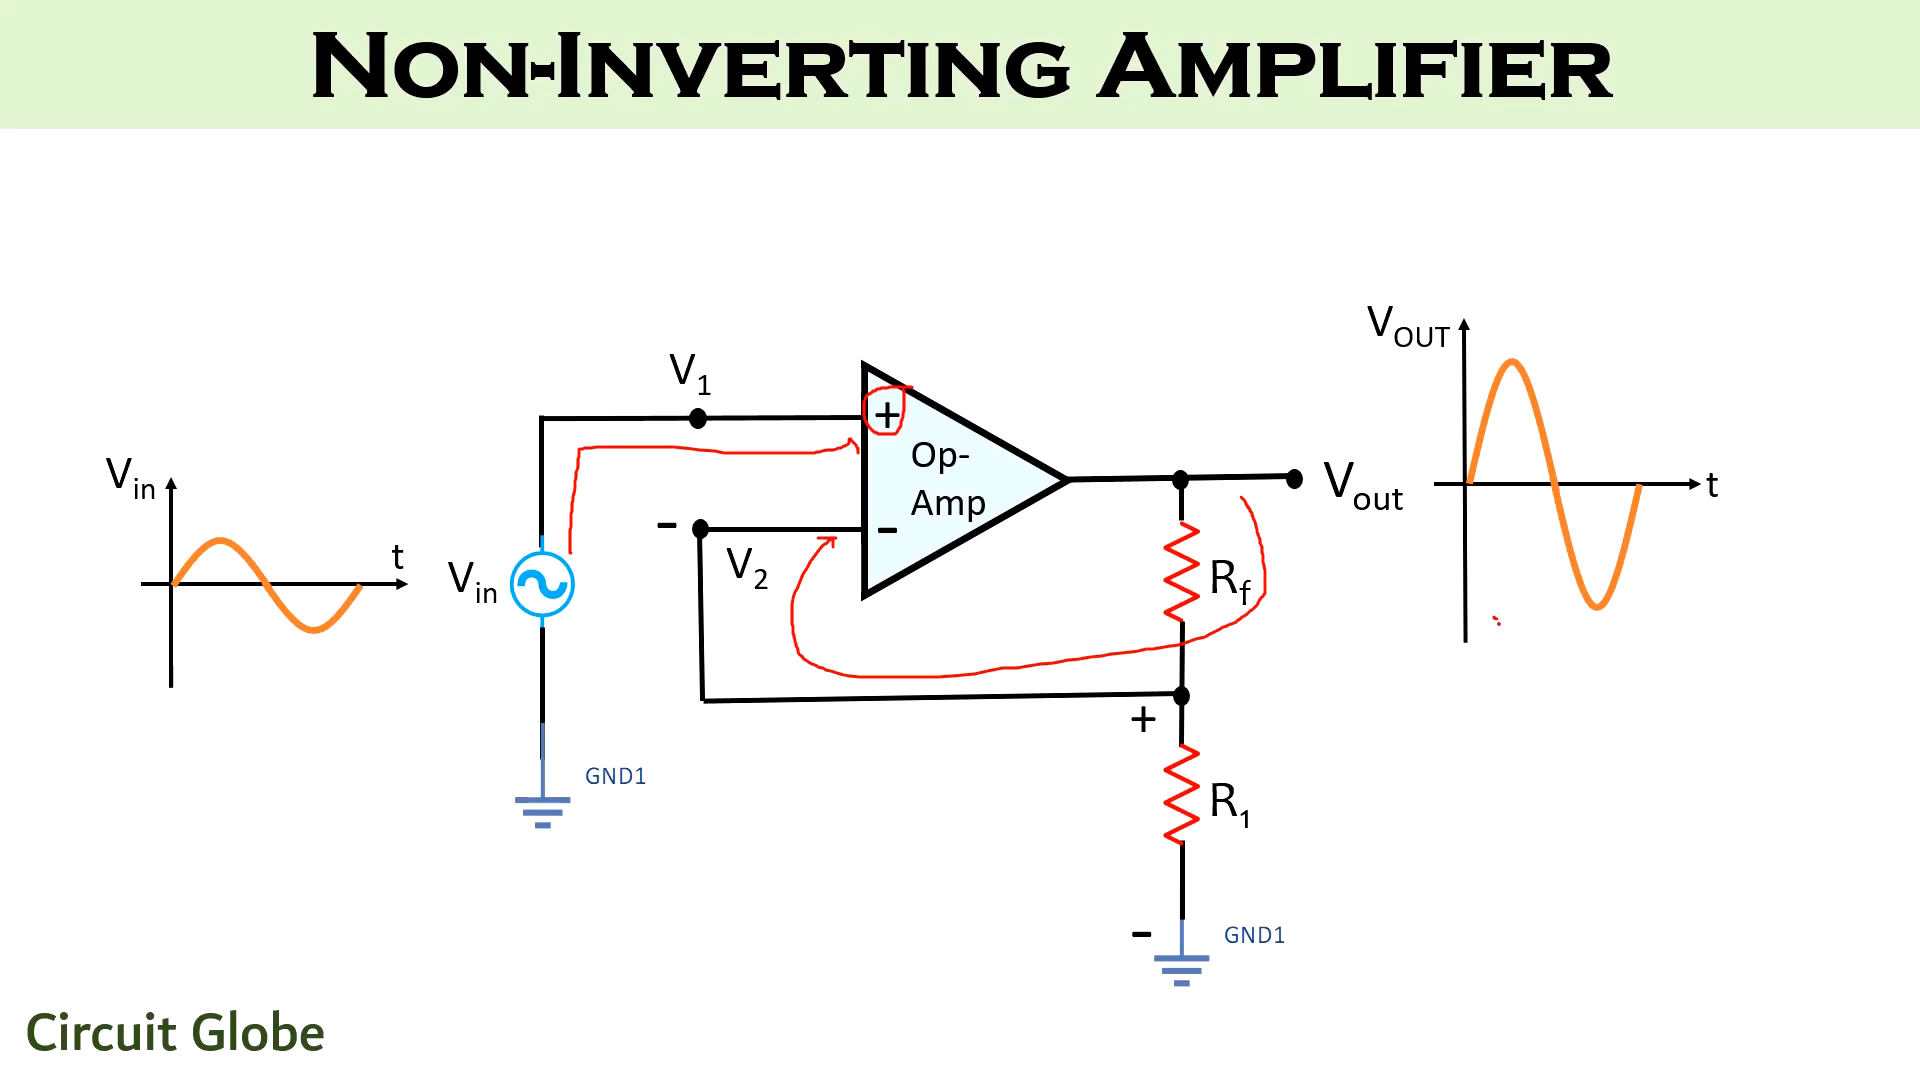 NON-INVERTING AMPLIFIER
V1
+
Op-
Amp
-
-
V2
Vin
t
Vin
GND1
Rf
Vout
VOUT
t
+
R1
-
GND1
Circuit Globe